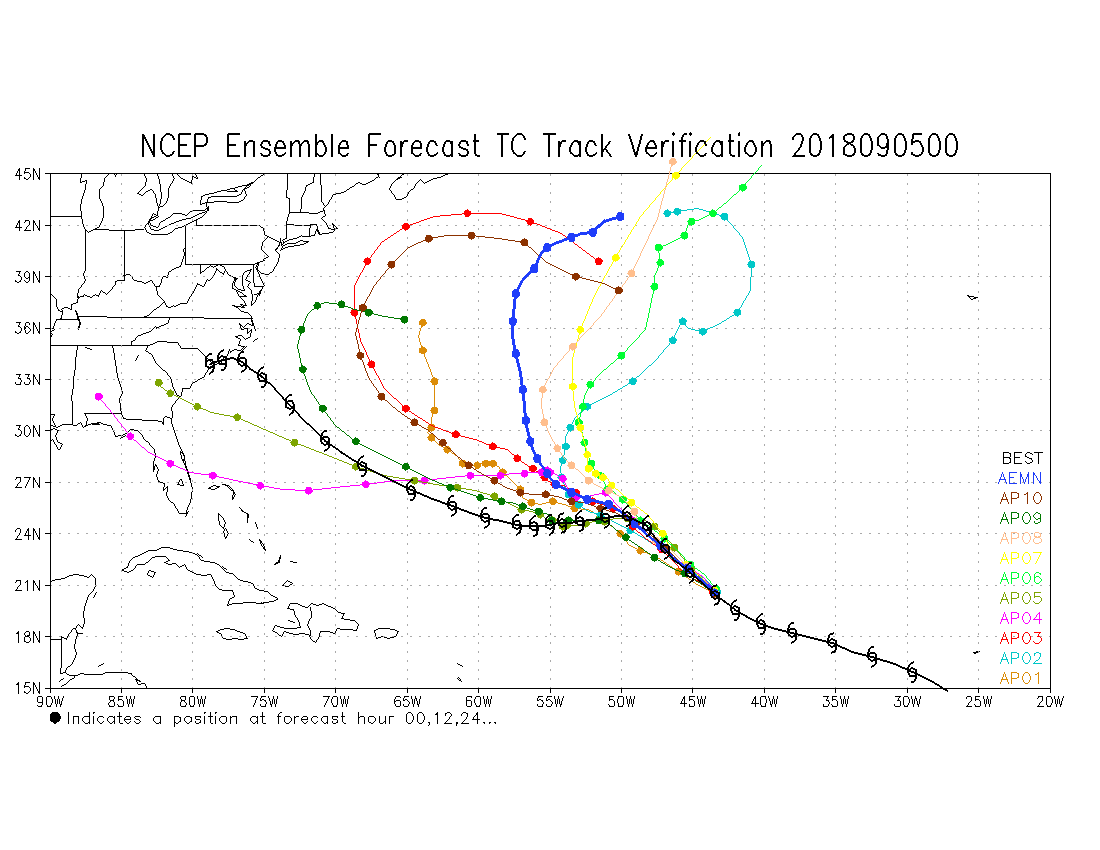 NCEP Ensemble Forecast TC Track Verification 2018090500
45N
42N
39N
36N
33N
30N
27N
24N
21N
18N
15N
BEST
AEMN
AP10
AP09
AP08
AP07
AP06
AP05
AP04
AP03
AP02
AP01
90W 85W 80W 75W 70W 65W 60W 55W 50W 45W 40W 35W 30W 25W 20W
Indicates a position at forecast hour 00,12,24...